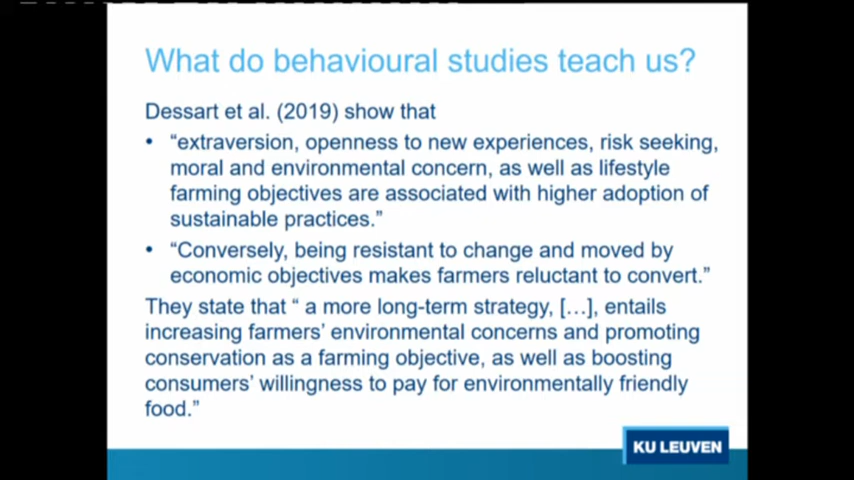 What do behavioural studies teach us?
Dessart et al. (2019) show that
• “extraversion, openness to new experiences, risk seeking,
moral and environmental concern, as well as lifestyle
farming objectives are associated with higher adoption of
sustainable practices.”
• “Conversely, being resistant to change and moved by
economic objectives makes farmers reluctant to convert.”
They state that “ a more long-term strategy, […], entails
increasing farmers’ environmental concerns and promoting
conservation as a farming objective, as well as boosting
consumers’ willingness to pay for environmentally friendly
food.”
KU LEUVEN